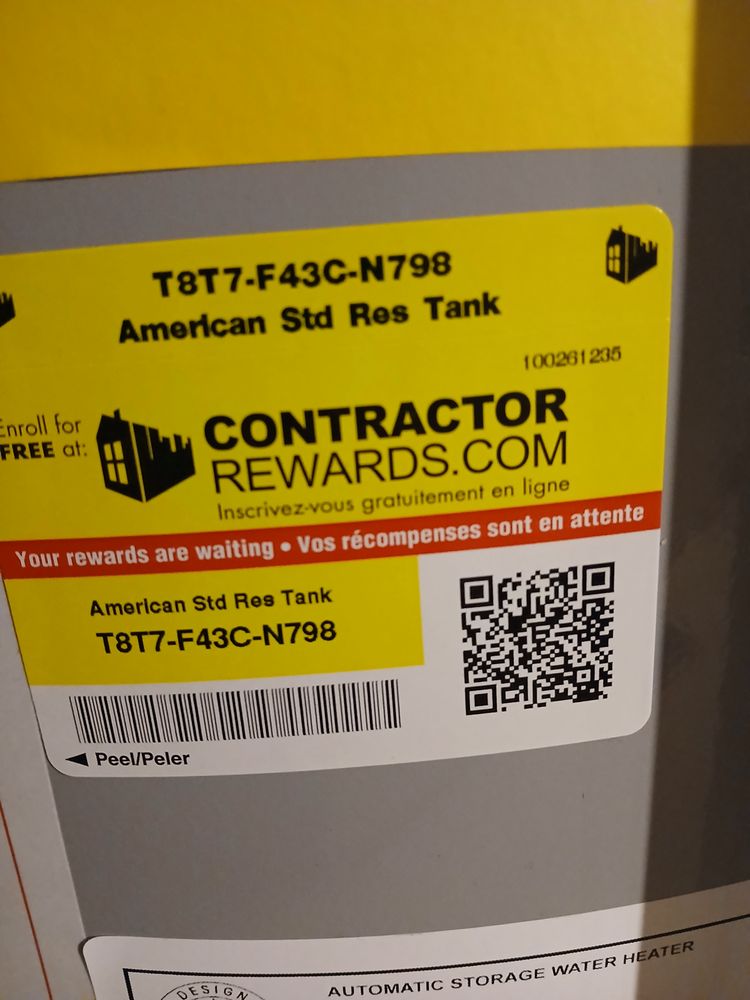 T8T7-F43C-N798
American Std Res Tank
100261235
Enroll for
FREE at:
CONTRACTOR
REWARDS.COM
Inscrivez-vous gratuitement en ligne
Your rewards are waiting • Vos récompenses sont en attente
American Std Res Tank
T8T7-F43C-N798
Peel/Peler
DESIGN
AUTOMATIC STORAGE WATER HEATER